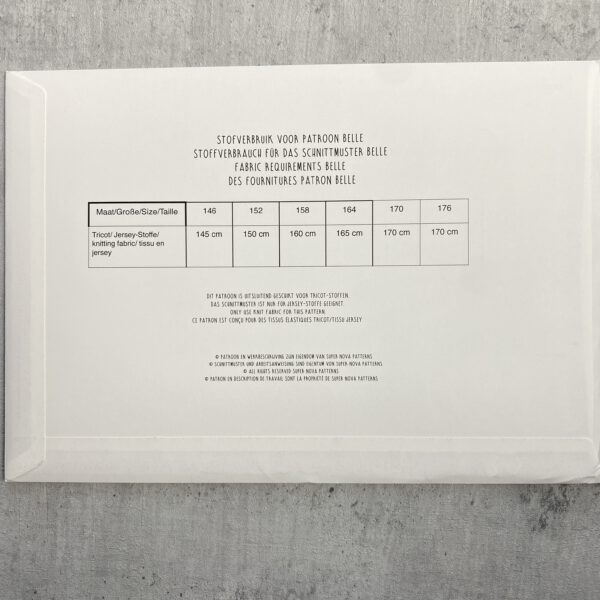 STOFVERBRUIK VOOR PATROON BELLE
STOFFVERBRAUCH FÜR DAS SCHNITTMUSTER BELLE
FABRIC REQUIREMENTS BELLE
DES FOURNITURES PATRON BELLE
Maat/Große/Size/Taille 146 152 158 164 170 176
Tricot/ Jersey-Stoffe/ 145 cm 150 cm 160 cm 165 cm 170 cm 170 cm
knitting fabric/ tissu en
jersey
DIT PATROON IS UITSLUITEND GESCHIKT VOOR TRICOT-STOFFEN.
DAS SCHNITTMUSTER IST NUR FÜR JERSEY-STOFFE GEEIGNET.
ONLY USE KNIT FABRIC FOR THIS PATTERN.
CE PATRON EST CONÇU POUR DES TISSUS ÉLASTIQUES TRICOT/TISSU JERSEY
© PATROON EN WERKBESCHRIJVING ZIJN EIGENDOM VAN SUPER NOVA PATTERNS
© SCHNITTMUSTER UND ARBEITSANWEISUNG SIND EIGENTUM VON SUPER NOVA PATTERNS
© ALL RIGHTS RESERVED SUPER NOVA PATTERNS
© PATRON EN DESCRIPTION DE TRAVAIL SONT LA PROPRIÉTÉ DE SUPER NOVA PATTERNS